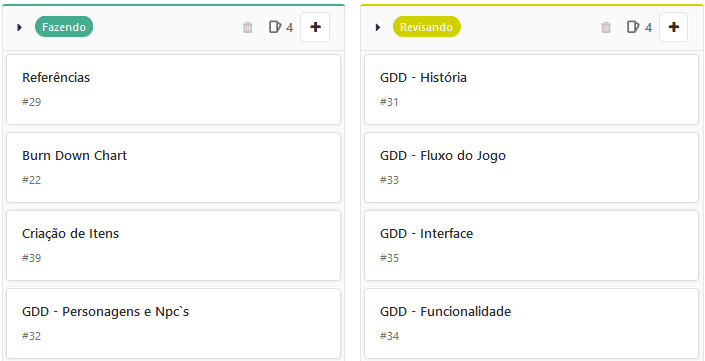 Fazendo
4
Referências
#29
Burn Down Chart
#22
Criação de Itens
#39
GDD - Personagens e Npc`s
#32
Revisando
4
GDD - História
#31
GDD - Fluxo do Jogo
#33
GDD - Interface
#35
GDD - Funcionalidade
#34